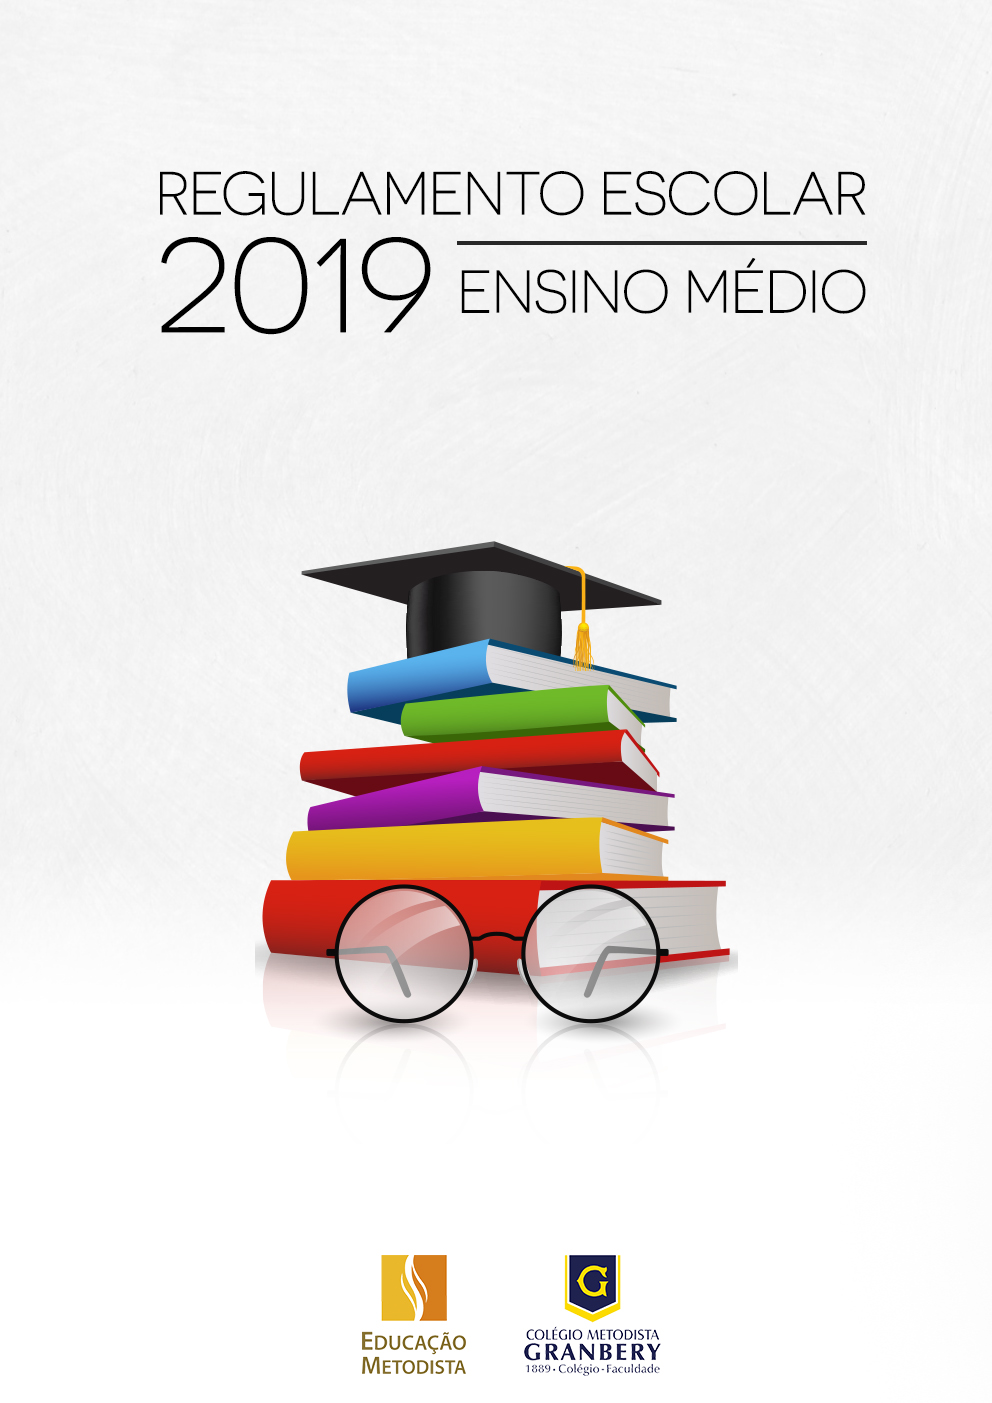 REGULAMENTO ESCOLAR
2019 ENSINO MÉDIO
G
EDUCAÇÃO
METODISTA
COLÉGIO METODISTA
GRANBERY
1889 • Colégio • Faculdade